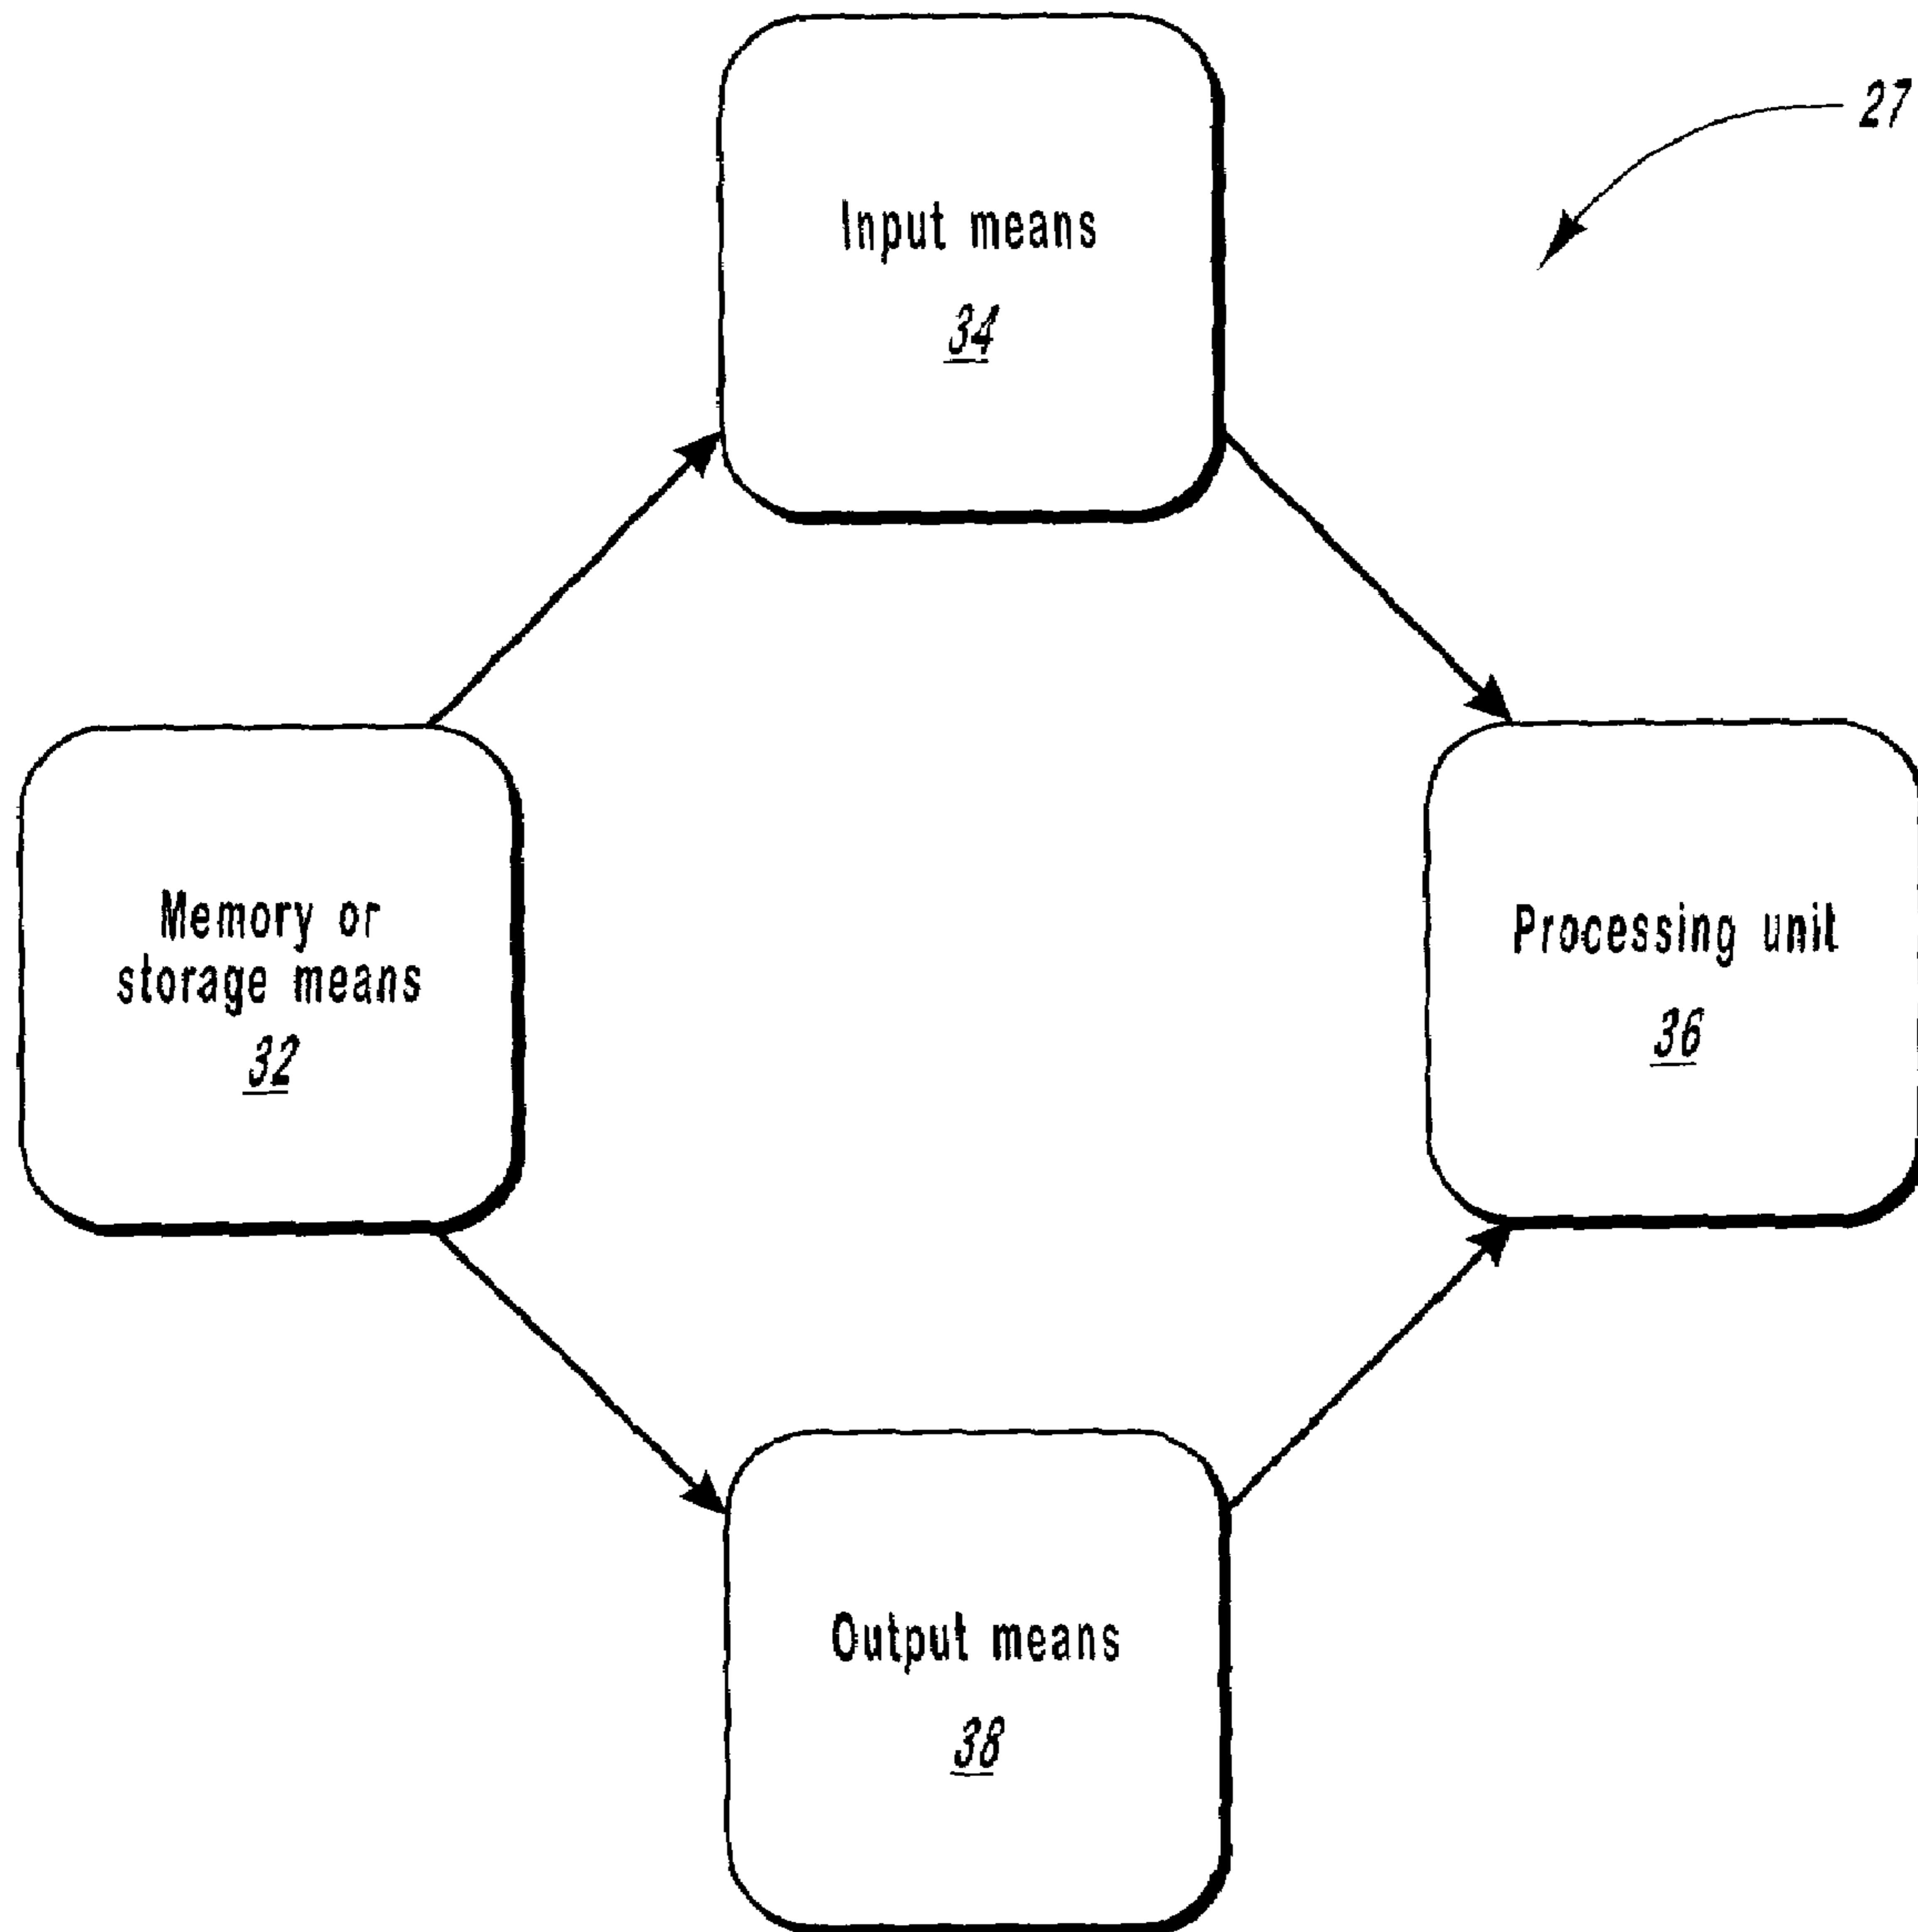 27
Input means
34
Memory or
storage means
32
Processing unit
36
Output means
38